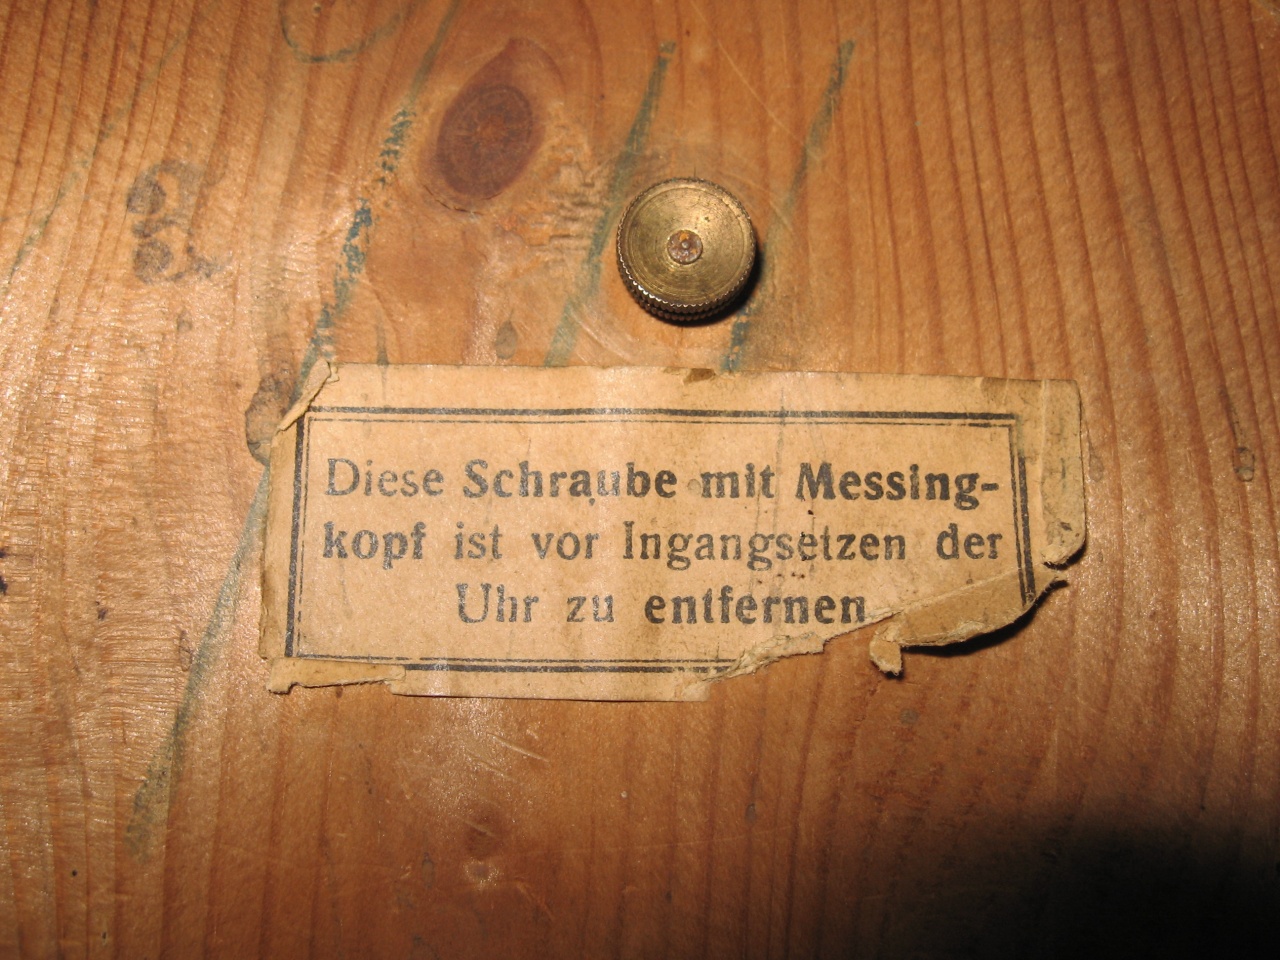 Diese Schraube mit Messing-
kopf ist vor Ingangsetzen der
Uhr zu entfernen